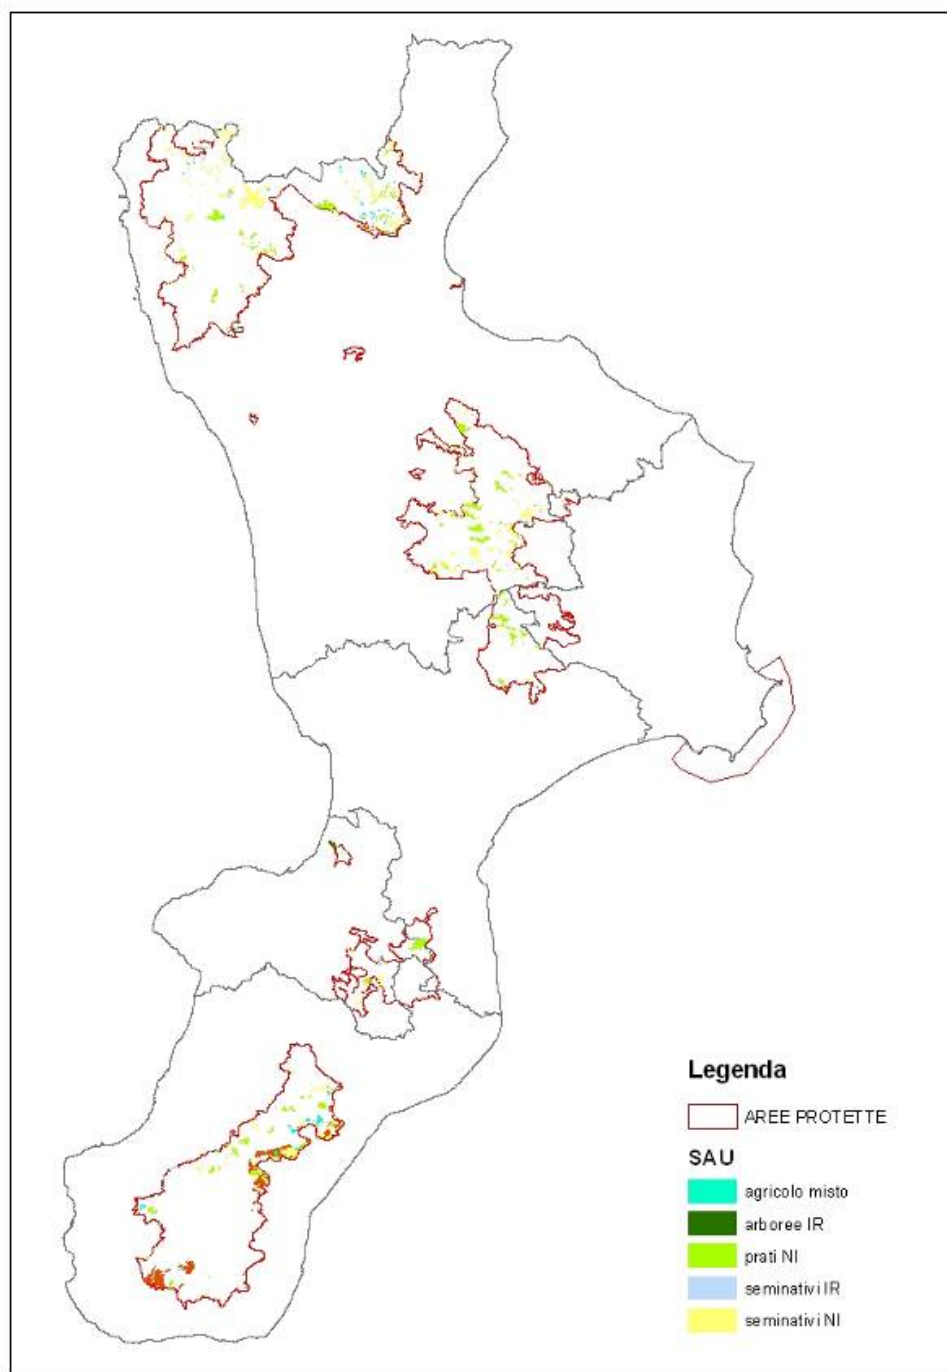 Legenda
AREE PROTETTE
SAU
agricolo misto
arboree IR
prati NI
seminativi IR
seminativi NI